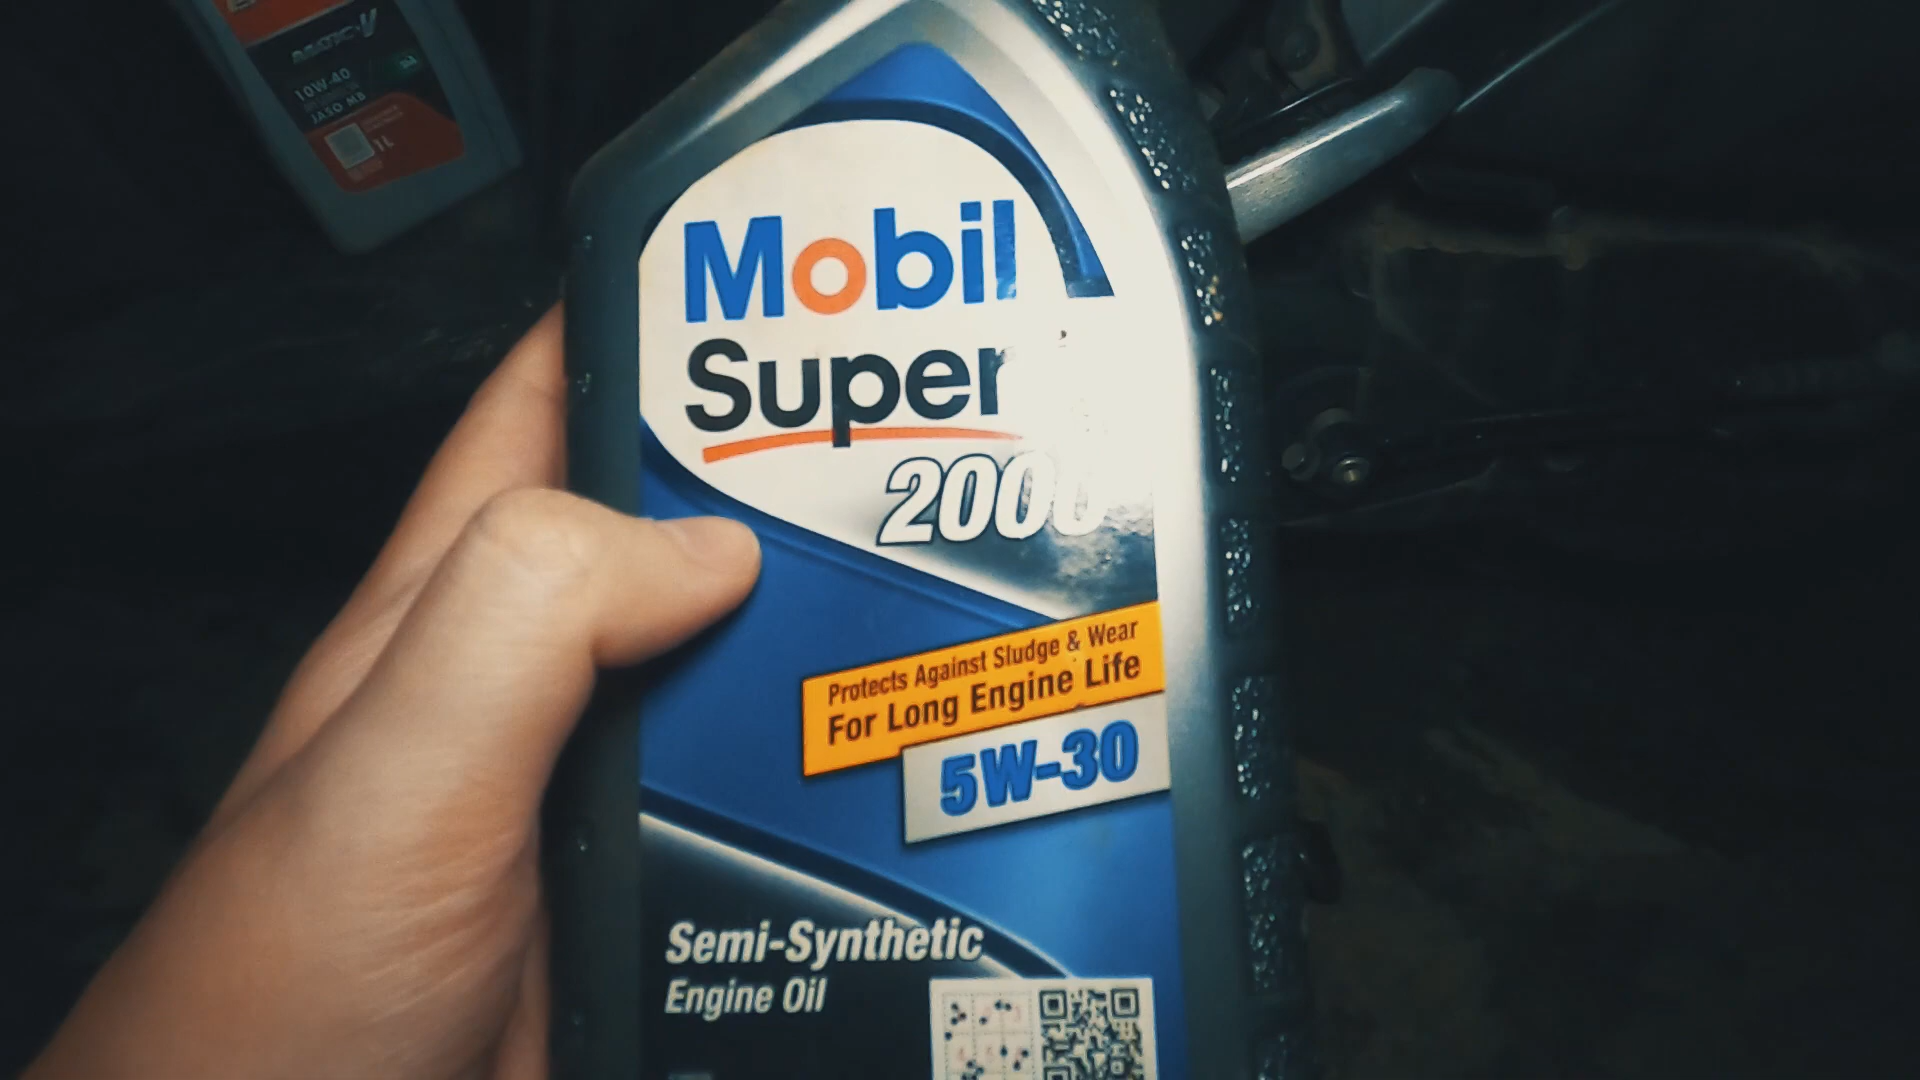 MATIC-V
10W-40
JASO MB
1L
Mobil
Super
2000
Protects Against Sludge & Wear
For Long Engine Life
5W-30
Semi-Synthetic
Engine Oil